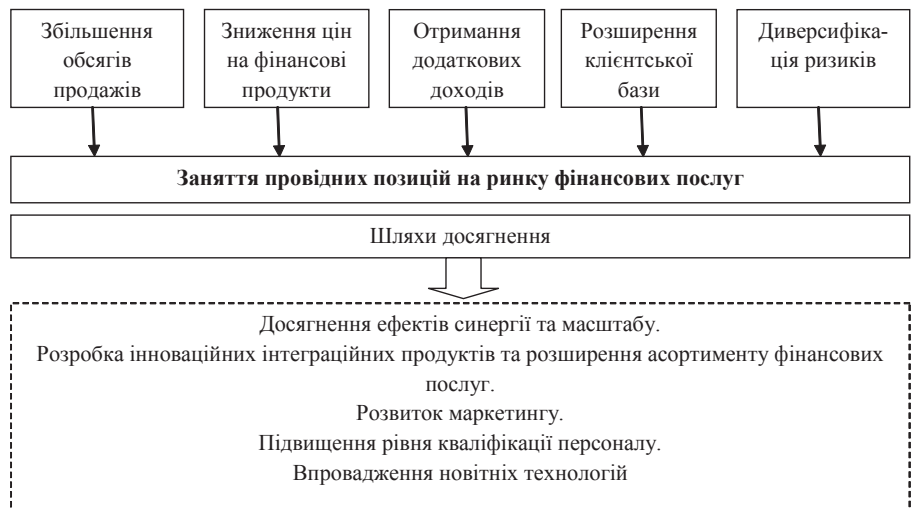 Збільшення
обсягів
продажів
Зниження цін
на фінансові
продукти
Отримання
додаткових
доходів
Розширення
клієнтської
бази
Диверсифіка-
ція ризиків
Заняття провідних позицій на ринку фінансових послуг
Шляхи досягнення
Досягнення ефектів синергії та масштабу.
Розробка інноваційних інтеграційних продуктів та розширення асортименту фінансових
послуг.
Розвиток маркетингу.
Підвищення рівня кваліфікації персоналу.
Впровадження новітніх технологій